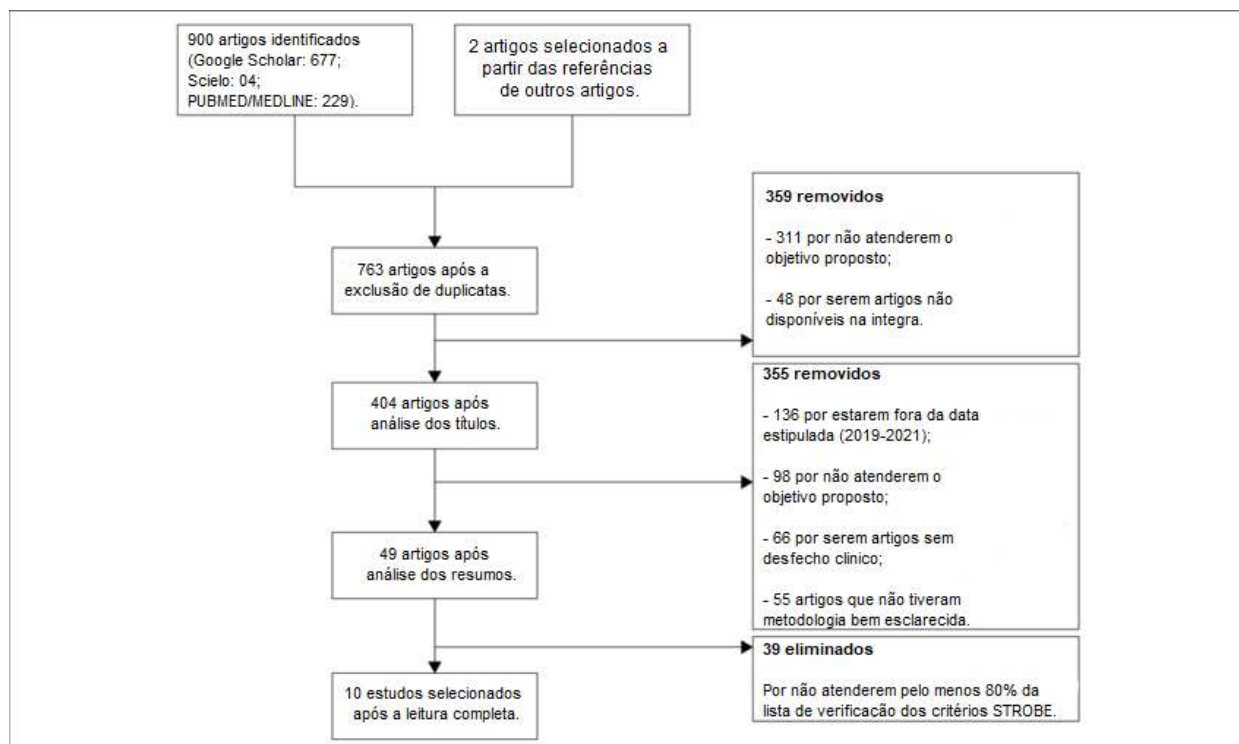 900 artigos identificados
(Google Scholar: 677;
Scielo: 04;
PUBMED/MEDLINE: 229).
2 artigos selecionados a
partir das referências
de outros artigos.
359 removidos
- 311 por não atenderem o
objetivo proposto;
- 48 por serem artigos não
disponíveis na integra.
763 artigos após a
exclusão de duplicatas.
355 removidos
- 136 por estarem fora da data
estipulada (2019-2021);
- 98 por não atenderem o
objetivo proposto;
- 66 por serem artigos sem
desfecho clinico;
- 55 artigos que não tiveram
metodologia bem esclarecida.
404 artigos após
análise dos títulos.
49 artigos após
análise dos resumos.
39 eliminados
Por não atenderem pelo menos 80% da
lista de verificação dos critérios STROBE.
10 estudos selecionados
após a leitura completa.